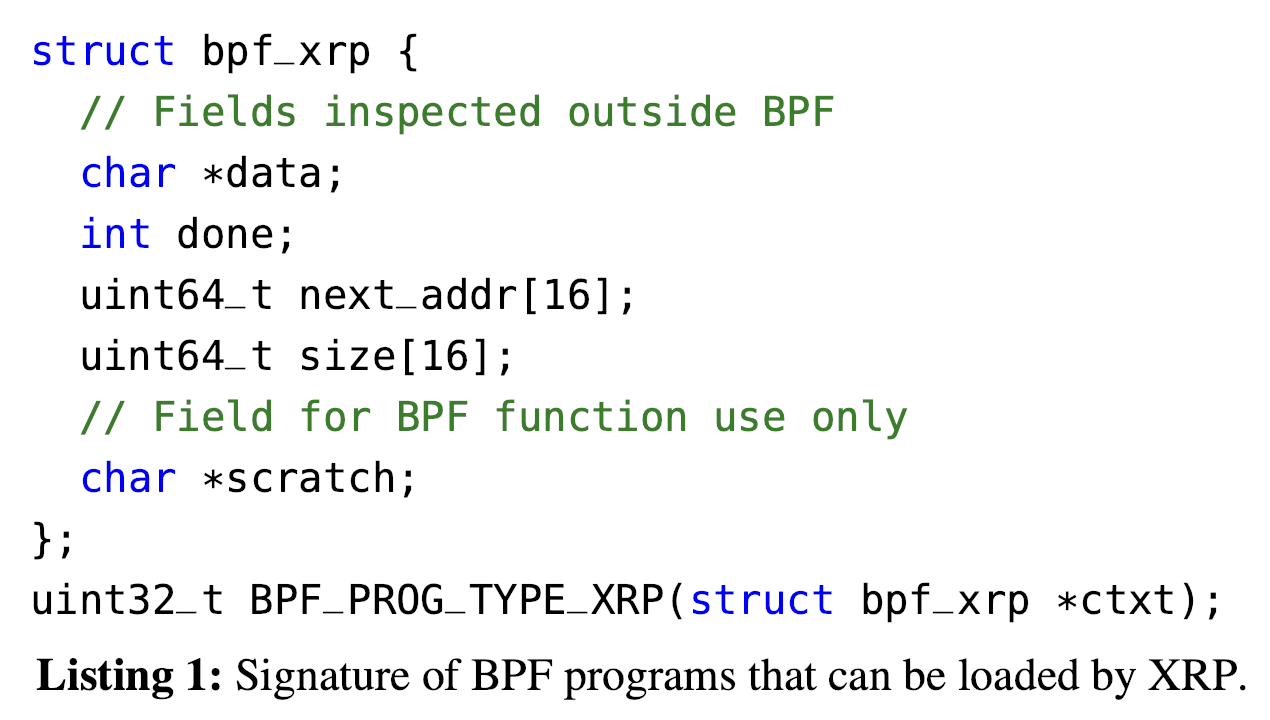 struct bpf_xrp {
  // Fields inspected outside BPF
  char *data;
  int done;
  uint64_t next_addr[16];
  uint64_t size[16];
  // Field for BPF function use only
  char *scratch;
};
uint32_t BPF_PROG_TYPE_XRP(struct bpf_xrp *ctxt);
Listing 1: Signature of BPF programs that can be loaded by XRP.